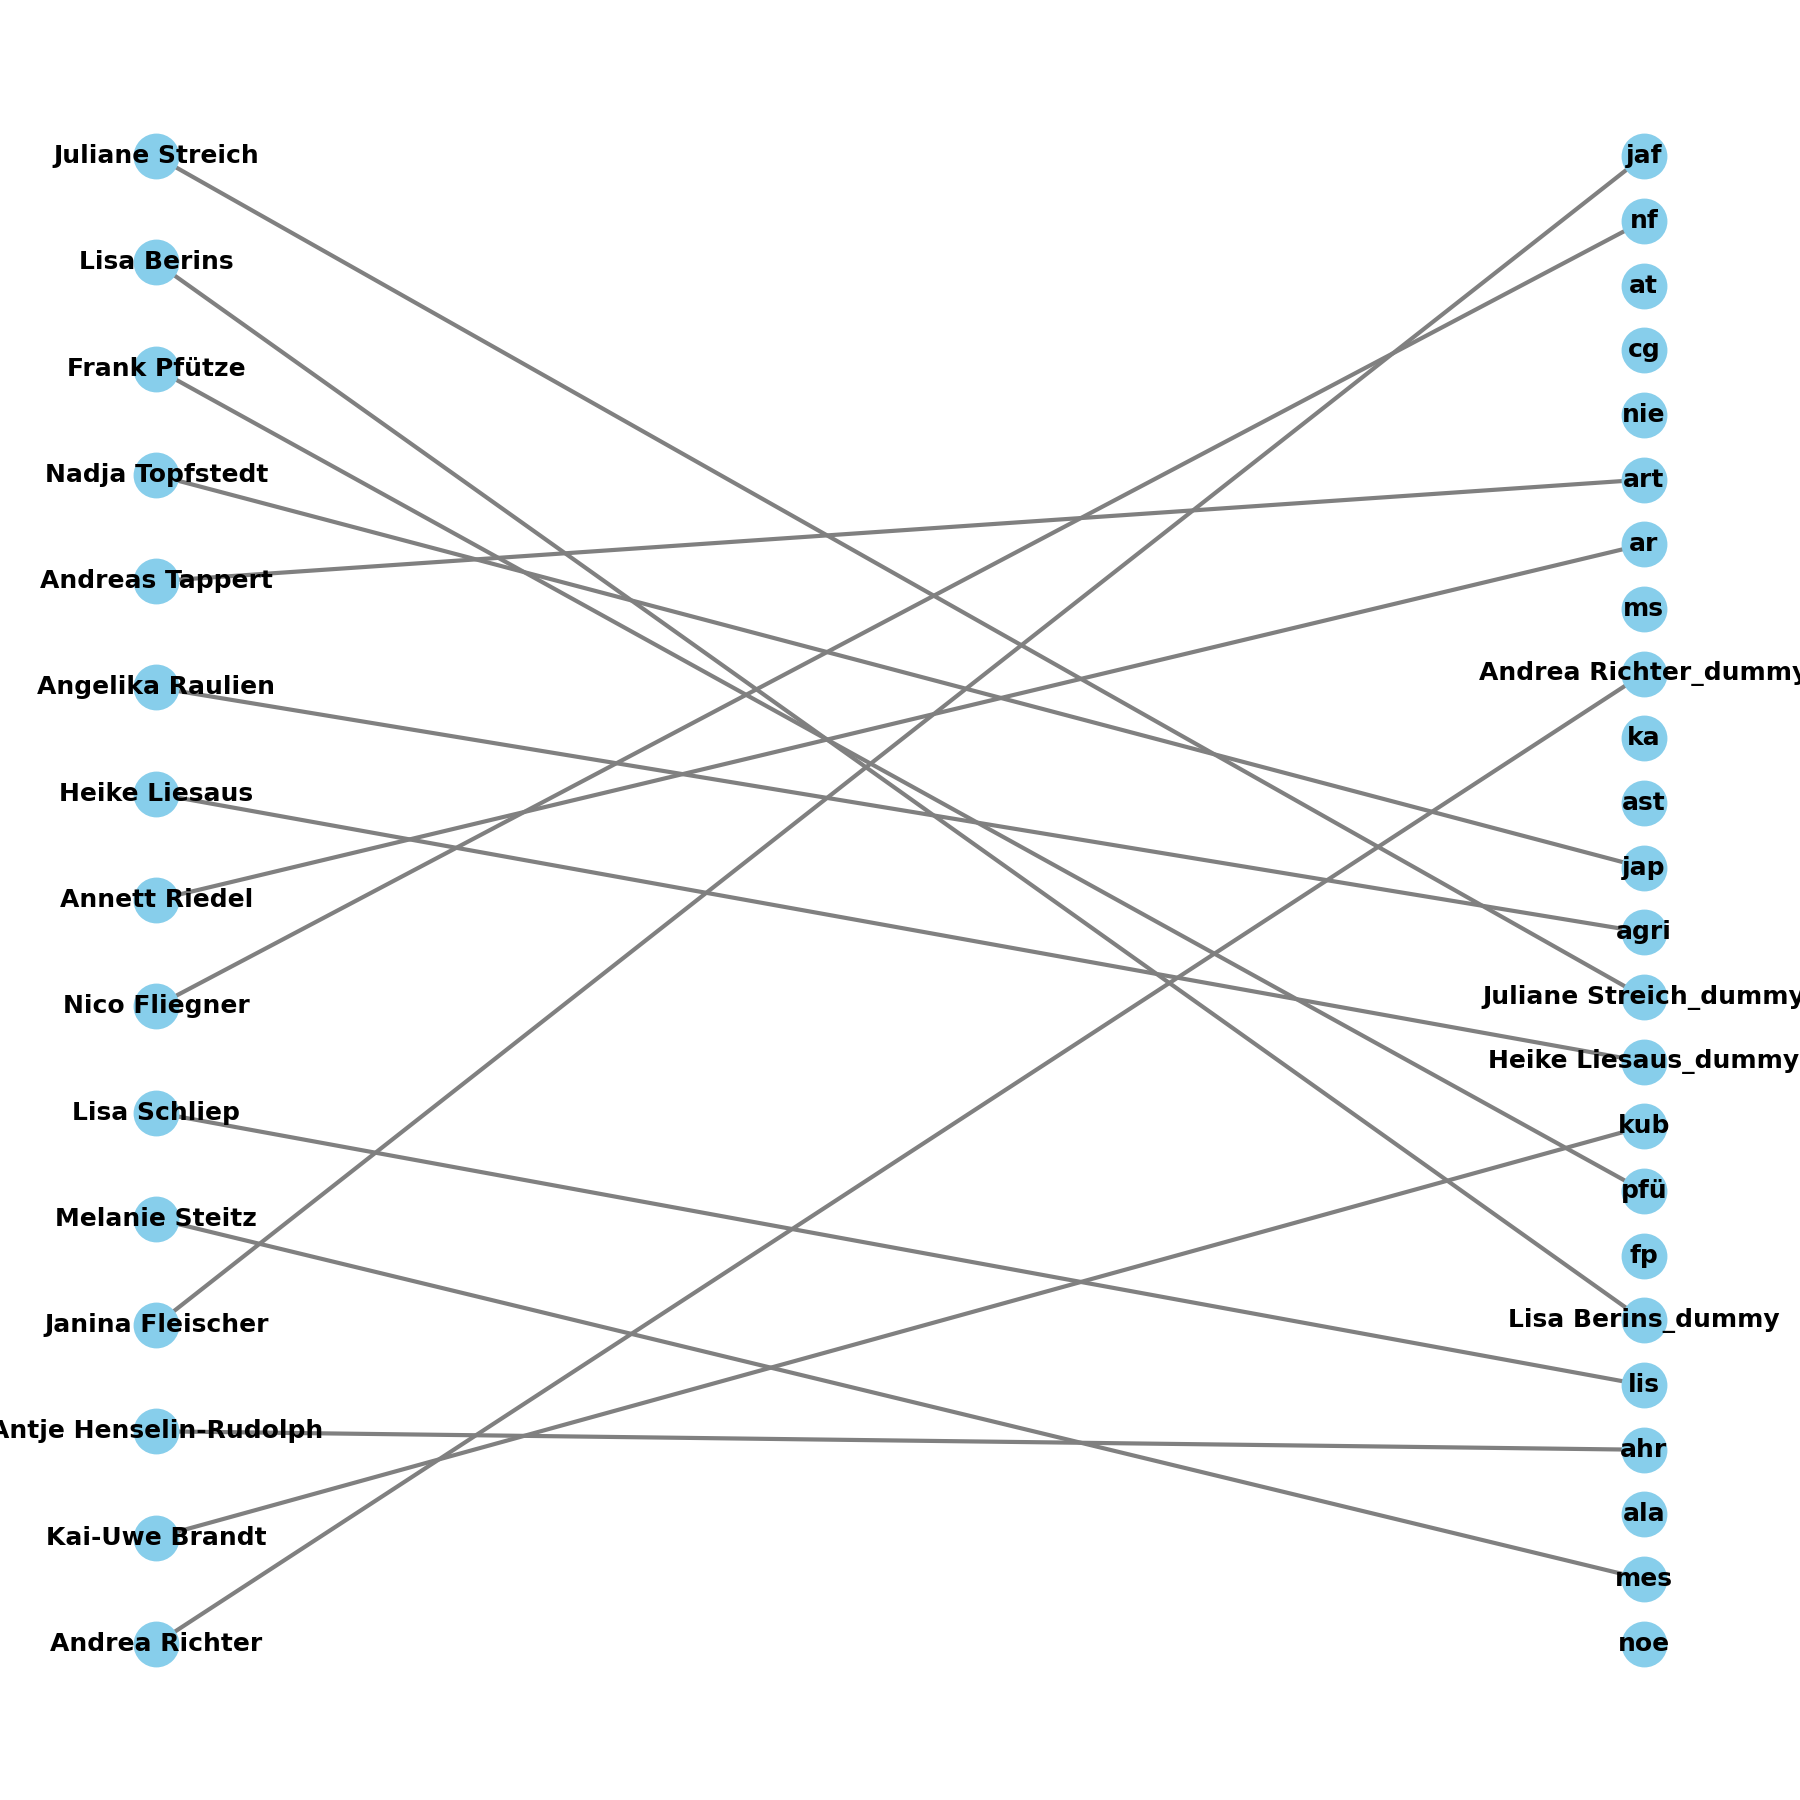 Juliane Streich
Lisa Berins
Frank Pfütze
Nadja Topfstedt
Andreas Tappert
Angelika Raulien
Heike Liesaus
Annett Riedel
Nico Fliegner
Lisa Schliep
Melanie Steitz
Janina Fleischer
Antje Henselin-Rudolph
Kai-Uwe Brandt
Andrea Richter
jaf
nf
at
cg
nie
art
ar
ms
Andrea Richter_dummy
ka
ast
jap
agri
Juliane Streich_dummy
Heike Liesaus_dummy
kub
pfü
fp
Lisa Berins_dummy
lis
ahr
ala
mes
noe